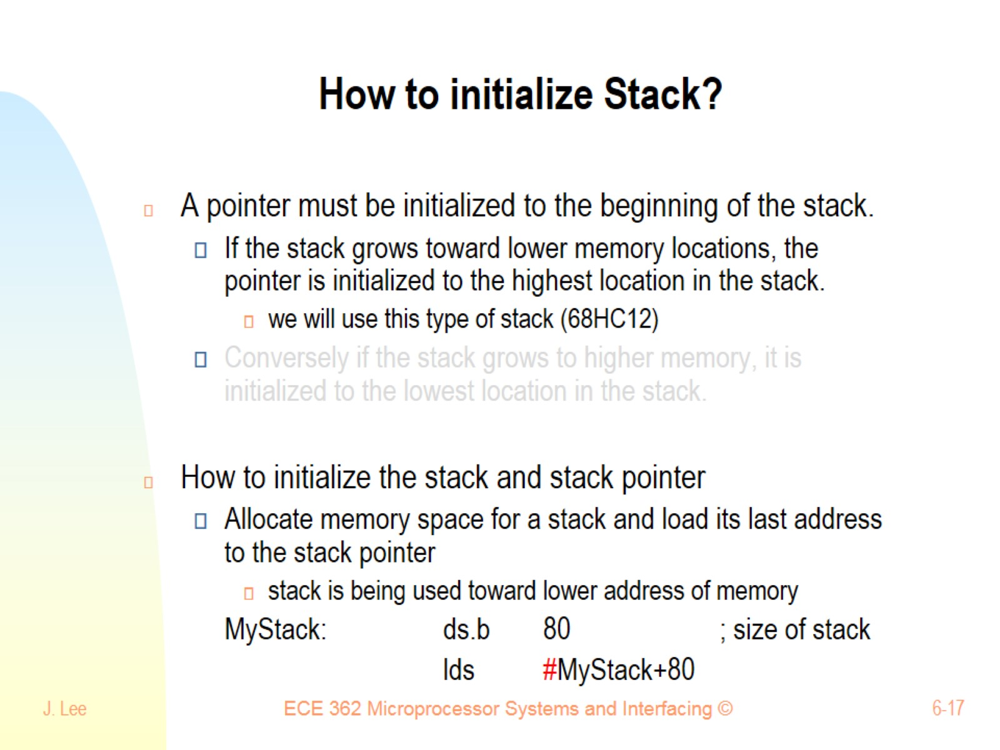 How to initialize Stack?
A pointer must be initialized to the beginning of the stack.
If the stack grows toward lower memory locations, the
pointer is initialized to the highest location in the stack.
we will use this type of stack (68HC12)
Conversely if the stack grows to higher memory, it is
initialized to the lowest location in the stack.
How to initialize the stack and stack pointer
Allocate memory space for a stack and load its last address
to the stack pointer
stack is being used toward lower address of memory
MyStack: ds.b 80 ; size of stack
lds #MyStack+80
J. Lee ECE 362 Microprocessor Systems and Interfacing © 6-17